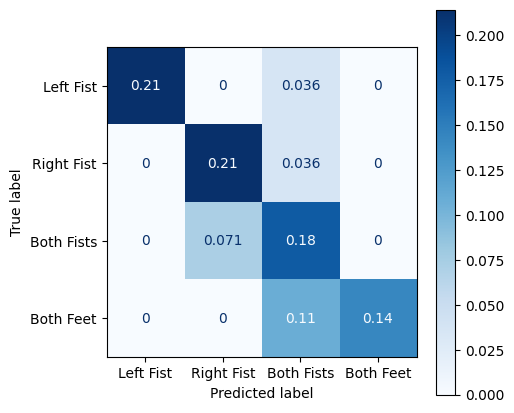 Left Fist 0.21 0 0.036 0
Right Fist 0 0.21 0.036 0
Both Fists 0 0.071 0.18 0
Both Feet 0 0 0.11 0.14
Left Fist Right Fist Both Fists Both Feet
Predicted label
True label
0.200
0.175
0.150
0.125
0.100
0.075
0.050
0.025
0.000